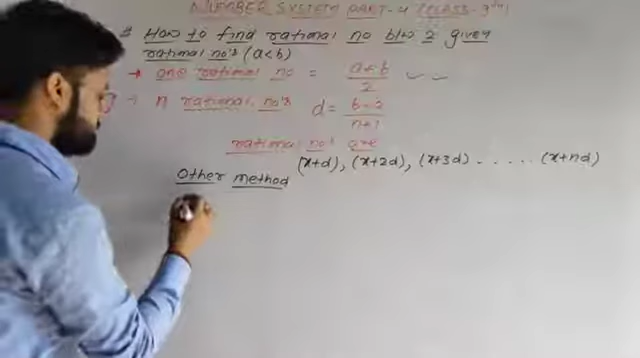 NUMBER SYSTEM PART-4 (CLASS-9th)
* How to find rational no b/w 2 given
rational no's (a<b)
→ one rational no = a+b/2
→ n rational no's d = b-a/n+1
rational no's are
(x+d), (x+2d), (x+3d) ...... (x+nd)
Other method